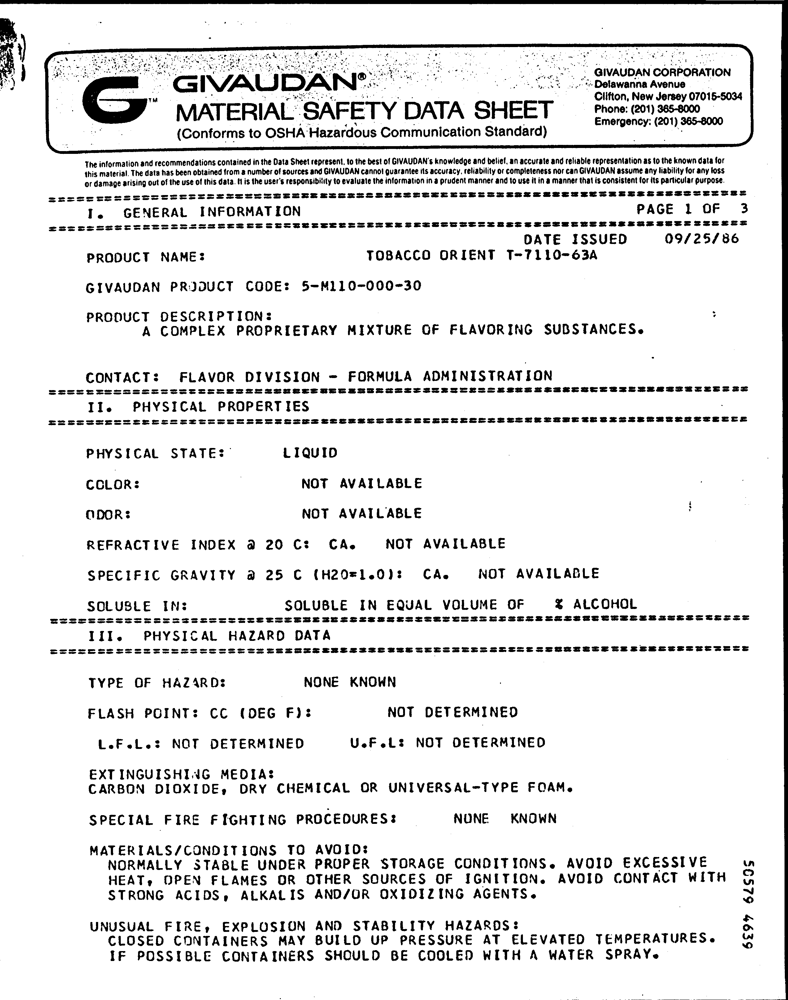 GIVAUDAN®
MATERIAL SAFETY DATA SHEET
(Conforms to OSHA Hazardous Communication Standard)
G™
GIVAUDAN CORPORATION
Delawanna Avenue
Clifton, New Jersey 07015-5034
Phone: (201) 365-8000
Emergency: (201) 365-8000
The information and recommendations contained in the Data Sheet represent, to the best of GIVAUDAN's knowledge and belief, an accurate and reliable representation as to the known data for
this material. The data has been obtained from a number of sources and GIVAUDAN cannot guarantee its accuracy, reliability or completeness nor can GIVAUDAN assume any liability for any loss
or damage arising out of the use of this data. It is the user's responsibility to evaluate the information in a prudent manner and to use it in a manner that is consistent for its particular purpose.
I. GENERAL INFORMATION PAGE 1 OF 3
DATE ISSUED 09/25/86
PRODUCT NAME: TOBACCO ORIENT T-7110-63A
GIVAUDAN PRODUCT CODE: 5-M110-000-30
PRODUCT DESCRIPTION:
A COMPLEX PROPRIETARY MIXTURE OF FLAVORING SUBSTANCES.
CONTACT: FLAVOR DIVISION - FORMULA ADMINISTRATION
II. PHYSICAL PROPERTIES
PHYSICAL STATE: LIQUID
COLOR: NOT AVAILABLE
ODOR: NOT AVAILABLE
REFRACTIVE INDEX @ 20 C: CA. NOT AVAILABLE
SPECIFIC GRAVITY @ 25 C (H20=1.0): CA. NOT AVAILABLE
SOLUBLE IN: SOLUBLE IN EQUAL VOLUME OF % ALCOHOL
III. PHYSICAL HAZARD DATA
TYPE OF HAZARD: NONE KNOWN
FLASH POINT: CC (DEG F): NOT DETERMINED
L.F.L.: NOT DETERMINED U.F.L: NOT DETERMINED
EXTINGUISHING MEDIA:
CARBON DIOXIDE, DRY CHEMICAL OR UNIVERSAL-TYPE FOAM.
SPECIAL FIRE FIGHTING PROCEDURES: NONE KNOWN
MATERIALS/CONDITIONS TO AVOID:
NORMALLY STABLE UNDER PROPER STORAGE CONDITIONS. AVOID EXCESSIVE
HEAT, OPEN FLAMES OR OTHER SOURCES OF IGNITION. AVOID CONTACT WITH
STRONG ACIDS, ALKALIS AND/OR OXIDIZING AGENTS.
UNUSUAL FIRE, EXPLOSION AND STABILITY HAZARDS:
CLOSED CONTAINERS MAY BUILD UP PRESSURE AT ELEVATED TEMPERATURES.
IF POSSIBLE CONTAINERS SHOULD BE COOLED WITH A WATER SPRAY.
50579 4639